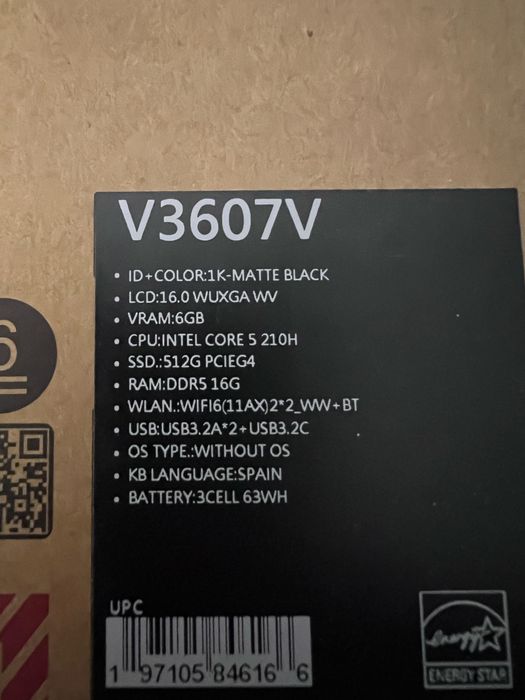 V3607V
• ID+COLOR:1K-MATTE BLACK
• LCD:16.0 WUXGA WV
• VRAM:6GB
• CPU:INTEL CORE 5 210H
• SSD.:512G PCIEG4
• RAM:DDR5 16G
• WLAN.:WIFI6(11AX)2*2_WW+BT
• USB:USB3.2A*2+USB3.2C
• OS TYPE.:WITHOUT OS
• KB LANGUAGE:SPAIN
• BATTERY:3CELL 63WH
6
UPC
1 97105 84616 6
energy
ENERGY STAR